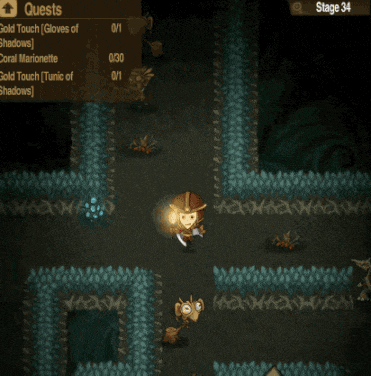 Quests
Stage 34
Gold Touch [Gloves of Shadows] 0/1
Coral Marionette 0/30
Gold Touch [Tunic of Shadows] 0/1